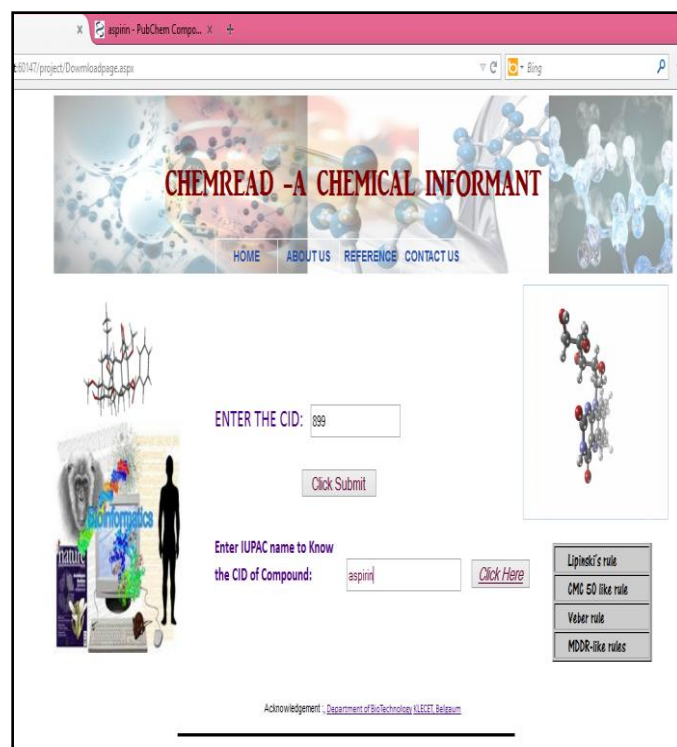 x aspirin - PubChem Compo... x +
t:60147/project/Dowmloadpage.aspx
Bing
CHEMREAD -A CHEMICAL INFORMANT
HOME ABOUT US REFERENCE CONTACT US
ENTER THE CID: 899
Click Submit
Bioinformatics
nature
Enter IUPAC name to Know
the CID of Compound: aspirin Click Here
Lipinski's rule
CMC 50 like rule
Veber rule
MDDR-like rules
Acknowledgement :, Department of BioTechnology KLECET, Belgaum